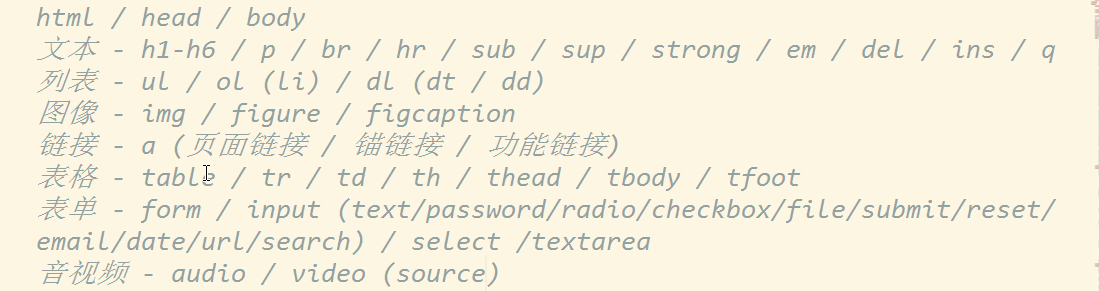 html / head / body
文本 - h1-h6 / p / br / hr / sub / sup / strong / em / del / ins / q
列表 - ul / ol (li) / dl (dt / dd)
图像 - img / figure / figcaption
链接 - a (页面链接 / 锚链接 / 功能链接)
表格 - table / tr / td / th / thead / tbody / tfoot
表单 - form / input (text/password/radio/checkbox/file/submit/reset/
email/date/url/search) / select /textarea
音视频 - audio / video (source)